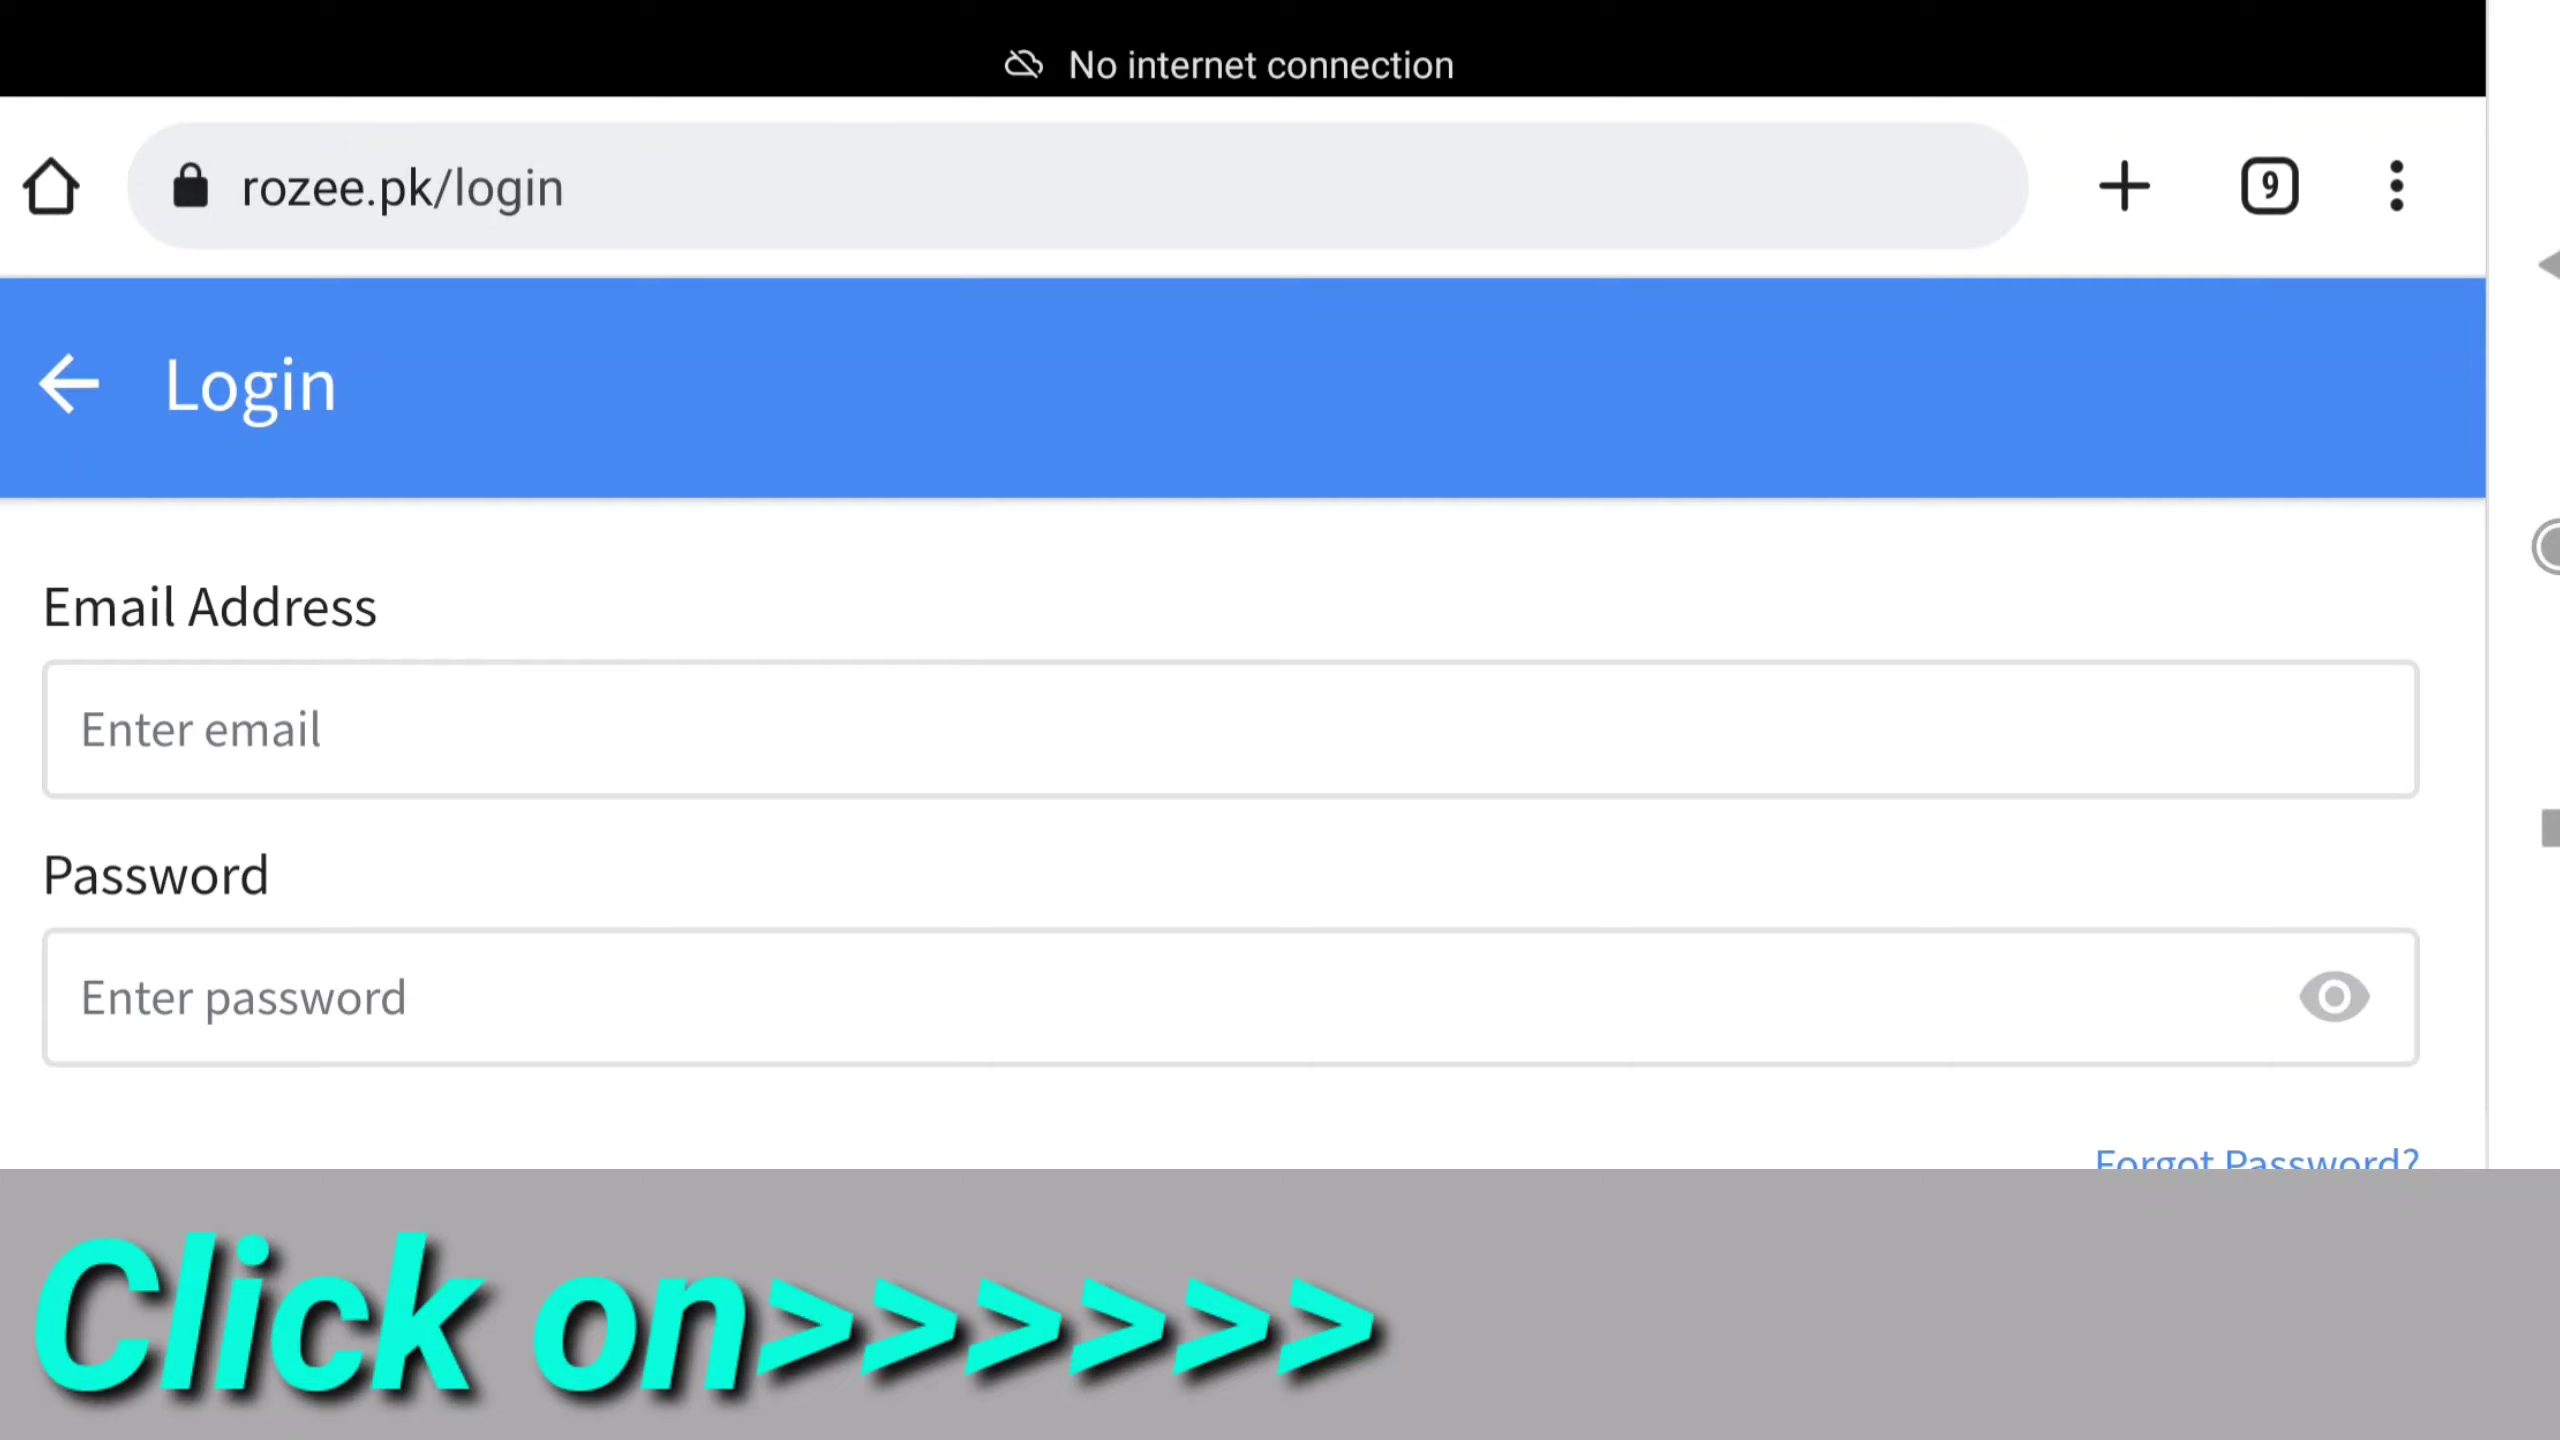 No internet connection
rozee.pk/login
9
Login
Email Address
Enter email
Password
Enter password
Forgot Password?
Click on>>>>>>